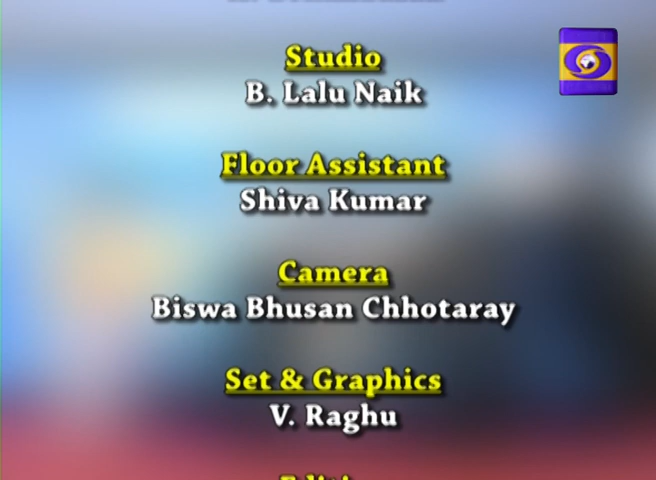 Studio
B. Lalu Naik
Floor Assistant
Shiva Kumar
Camera
Biswa Bhusan Chhotaray
Set & Graphics
V. Raghu